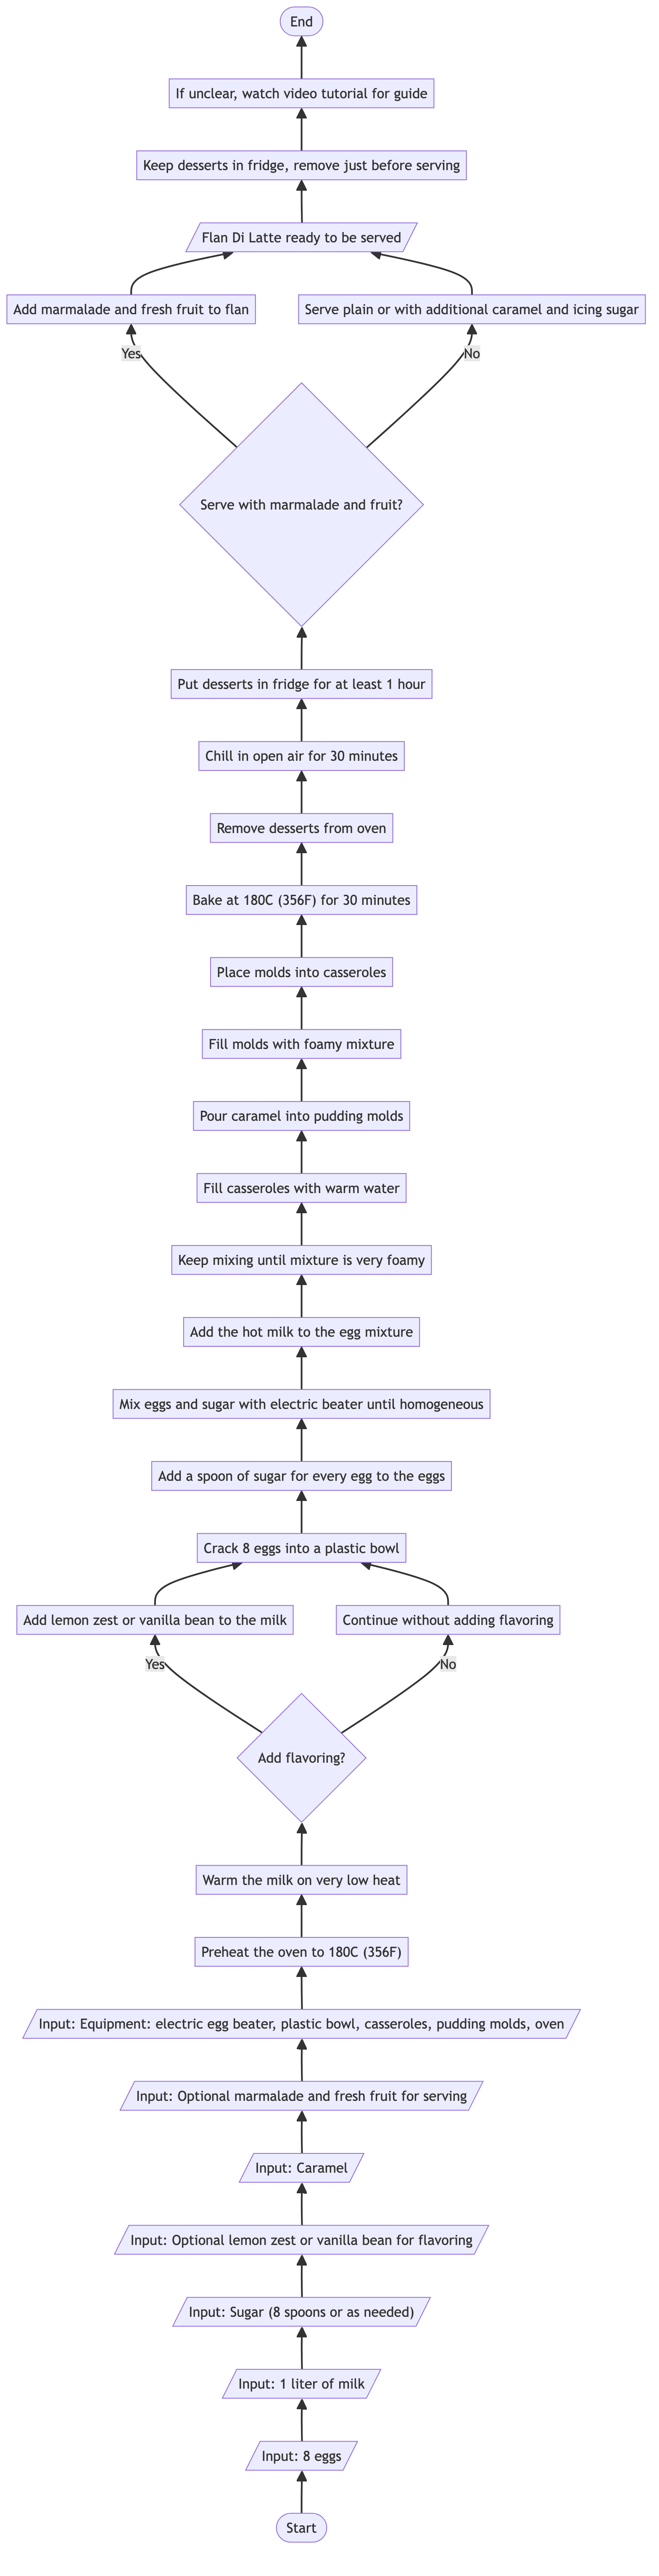 End
If unclear, watch video tutorial for guide
Keep desserts in fridge, remove just before serving
Flan Di Latte ready to be served
Add marmalade and fresh fruit to flan
Serve plain or with additional caramel and icing sugar
Yes
No
Serve with marmalade and fruit?
Put desserts in fridge for at least 1 hour
Chill in open air for 30 minutes
Remove desserts from oven
Bake at 180C (356F) for 30 minutes
Place molds into casseroles
Fill molds with foamy mixture
Pour caramel into pudding molds
Fill casseroles with warm water
Keep mixing until mixture is very foamy
Add the hot milk to the egg mixture
Mix eggs and sugar with electric beater until homogeneous
Add a spoon of sugar for every egg to the eggs
Crack 8 eggs into a plastic bowl
Add lemon zest or vanilla bean to the milk
Continue without adding flavoring
Yes
No
Add flavoring?
Warm the milk on very low heat
Preheat the oven to 180C (356F)
Input: Equipment: electric egg beater, plastic bowl, casseroles, pudding molds, oven
Input: Optional marmalade and fresh fruit for serving
Input: Caramel
Input: Optional lemon zest or vanilla bean for flavoring
Input: Sugar (8 spoons or as needed)
Input: 1 liter of milk
Input: 8 eggs
Start